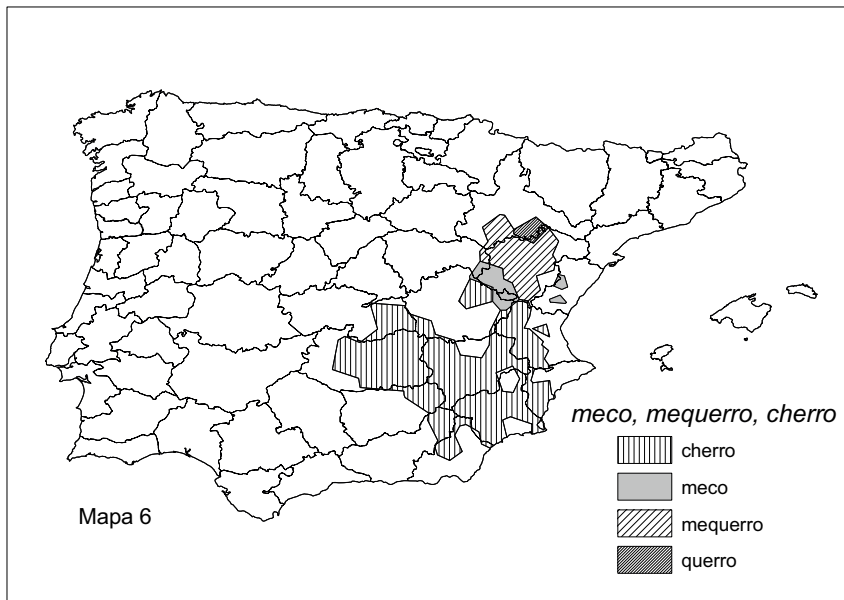 meco, mequerro, cherro
cherro
meco
mequerro
querro
Mapa 6